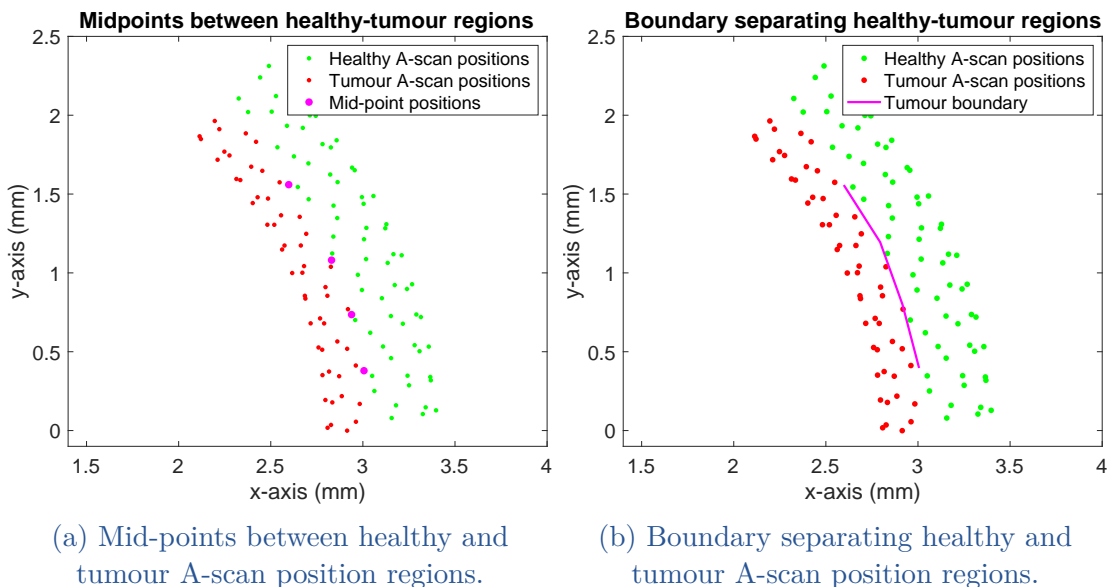 Midpoints between healthy-tumour regions
2.5
2
1.5
1
0.5
0
y-axis (mm)
Healthy A-scan positions
Tumour A-scan positions
Mid-point positions
1.5 2 2.5 3 3.5 4
x-axis (mm)
(a) Mid-points between healthy and
tumour A-scan position regions.
Boundary separating healthy-tumour regions
2.5
2
1.5
1
0.5
0
y-axis (mm)
Healthy A-scan positions
Tumour A-scan positions
Tumour boundary
1.5 2 2.5 3 3.5 4
x-axis (mm)
(b) Boundary separating healthy and
tumour A-scan position regions.